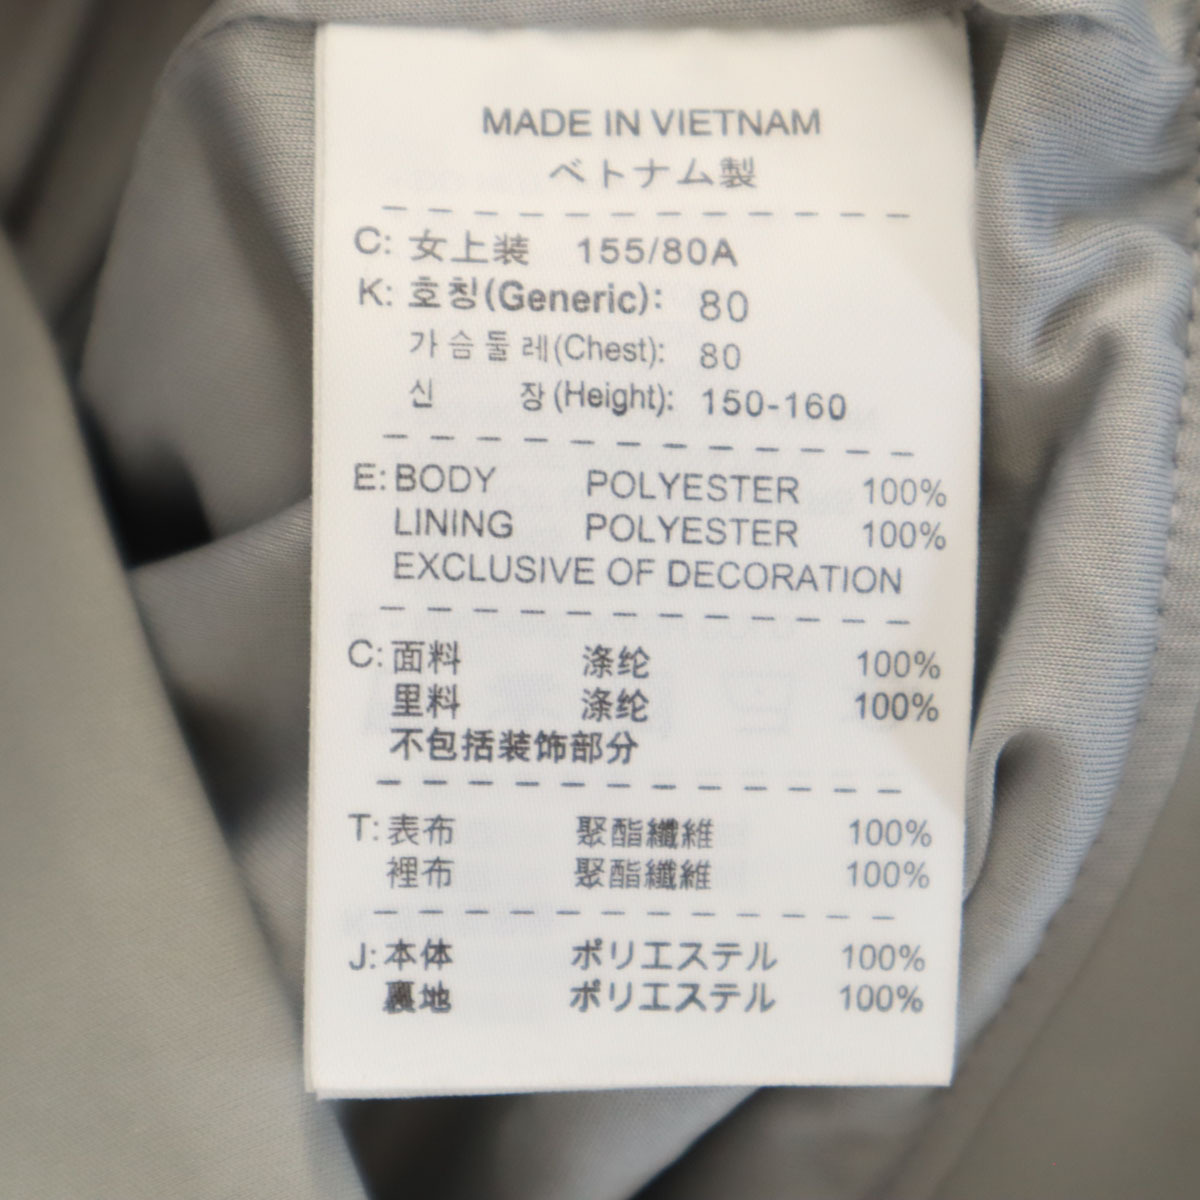 MADE IN VIETNAM
ベトナム製
C: 女上装 155/80A
K: 호칭(Generic): 80
가슴둘레(Chest): 80
신 장(Height): 150-160
E: BODY POLYESTER 100%
LINING POLYESTER 100%
EXCLUSIVE OF DECORATION
C: 面料 涤纶 100%
里料 涤纶 100%
不包括装饰部分
T: 表布 聚酯纖維 100%
裡布 聚酯纖維 100%
J: 本体 ポリエステル 100%
裏地 ポリエステル 100%